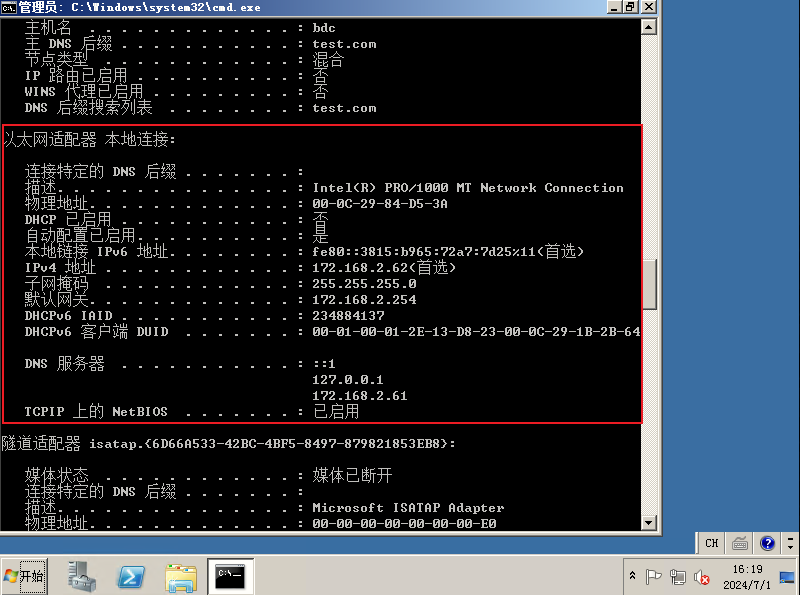 管理员: C:\Windows\system32\cmd.exe
主机名 . . . . . . . . . . . . . : bdc
主 DNS 后缀 . . . . . . . . . . . : test.com
节点类型 . . . . . . . . . . . . : 混合
IP 路由已启用 . . . . . . . . . . : 否
WINS 代理已启用 . . . . . . . . . : 否
DNS 后缀搜索列表 . . . . . . . . : test.com
以太网适配器 本地连接:
连接特定的 DNS 后缀 . . . . . . . :
描述. . . . . . . . . . . . . . . : Intel(R) PRO/1000 MT Network Connection
物理地址. . . . . . . . . . . . . : 00-0C-29-84-D5-3A
DHCP 已启用 . . . . . . . . . . . : 否
自动配置已启用. . . . . . . . . . : 是
本地链接 IPv6 地址. . . . . . . . : fe80::3815:b965:72a7:7d25%11(首选)
IPv4 地址 . . . . . . . . . . . . : 172.168.2.62(首选)
子网掩码 . . . . . . . . . . . . : 255.255.255.0
默认网关. . . . . . . . . . . . . : 172.168.2.254
DHCPv6 IAID . . . . . . . . . . . : 234884137
DHCPv6 客户端 DUID . . . . . . . : 00-01-00-01-2E-13-D8-23-00-0C-29-1B-2B-64
DNS 服务器 . . . . . . . . . . . : ::1
127.0.0.1
172.168.2.61
TCPIP 上的 NetBIOS . . . . . . . : 已启用
隧道适配器 isatap.{6D66A533-42BC-4BF5-8497-879821853EB8}:
媒体状态 . . . . . . . . . . . . : 媒体已断开
连接特定的 DNS 后缀 . . . . . . . :
描述. . . . . . . . . . . . . . . : Microsoft ISATAP Adapter
物理地址. . . . . . . . . . . . . : 00-00-00-00-00-00-00-E0
CH
开始
C:\_
16:19
2024/7/1